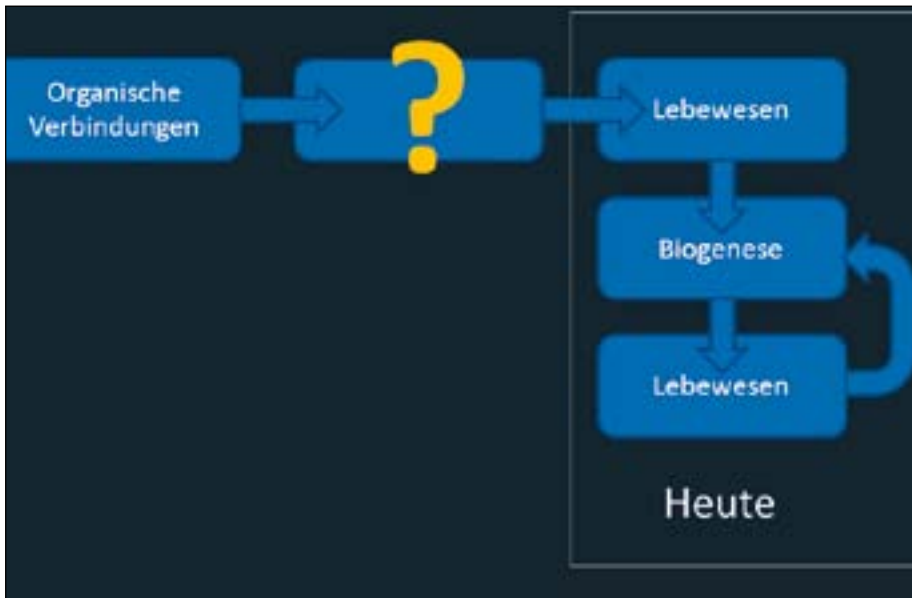 Organische
Verbindungen
?
Lebewesen
Biogenese
Lebewesen
Heute